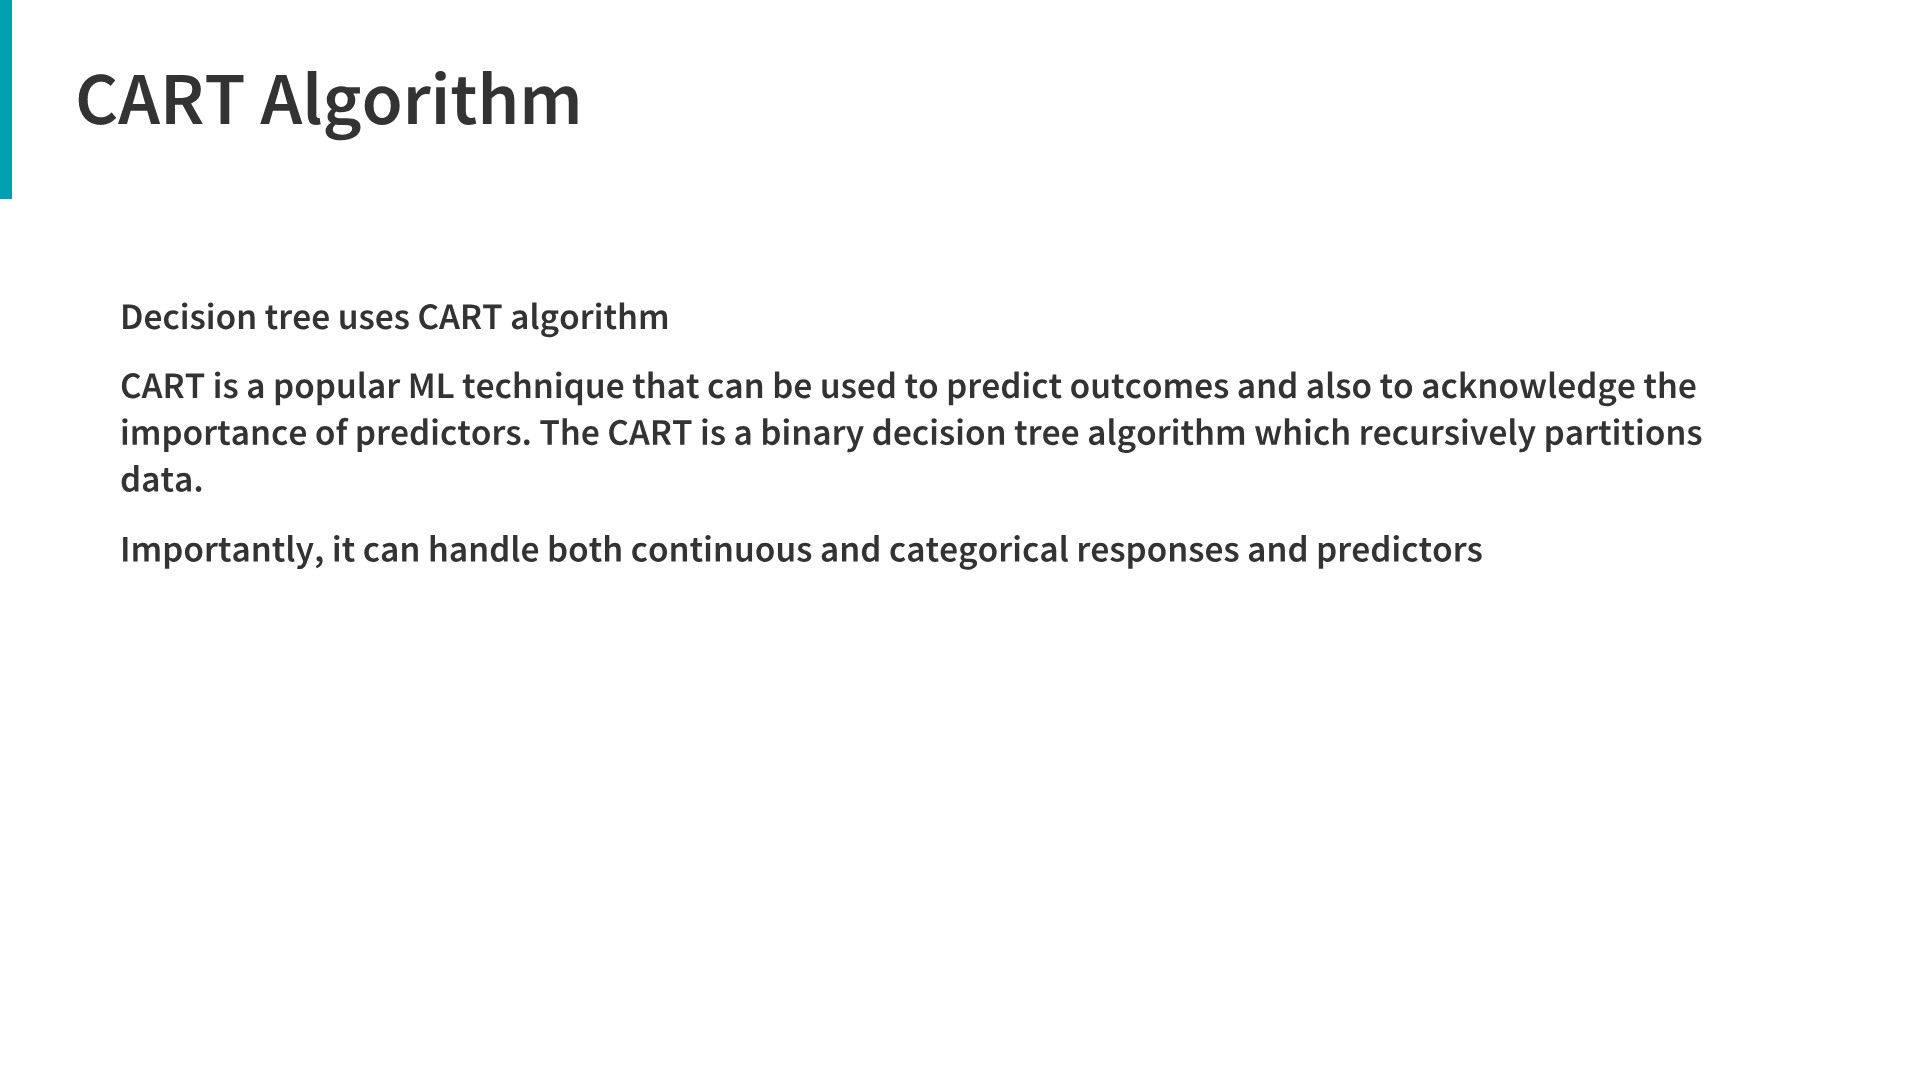 CART Algorithm
Decision tree uses CART algorithm
CART is a popular ML technique that can be used to predict outcomes and also to acknowledge the
importance of predictors. The CART is a binary decision tree algorithm which recursively partitions
data.
Importantly, it can handle both continuous and categorical responses and predictors